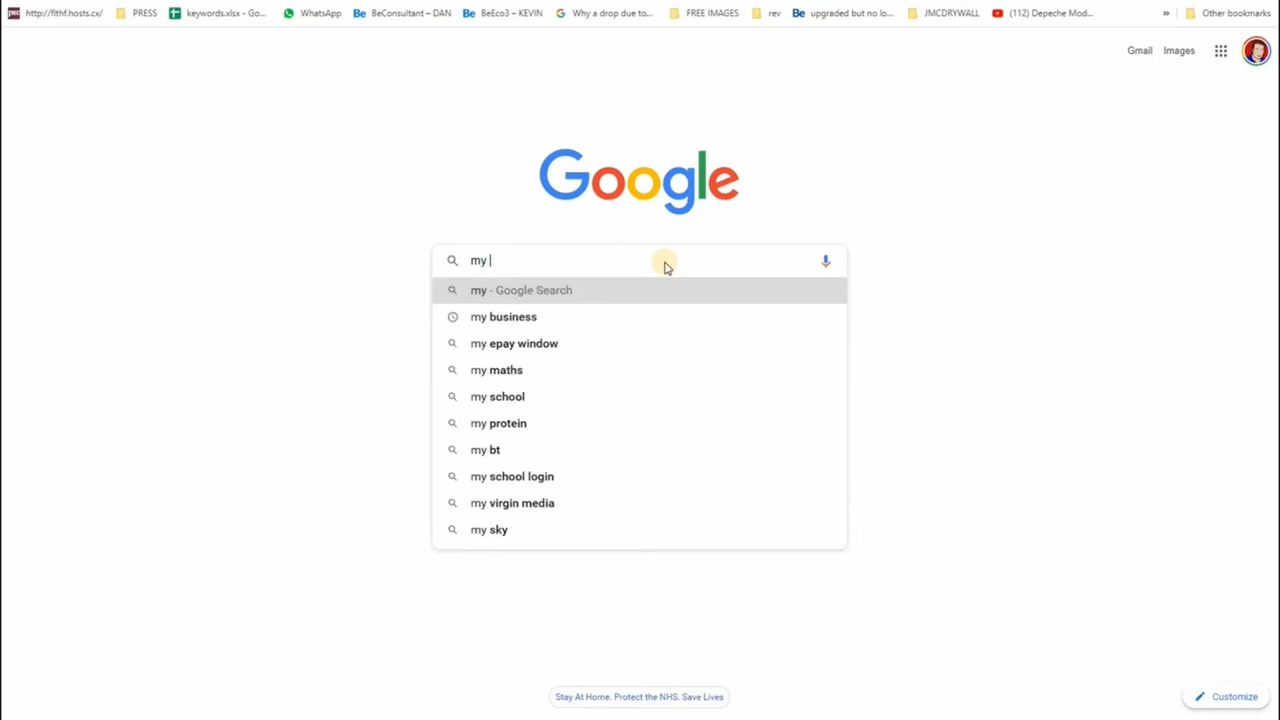 http://flthf.hosts.cx/ PRESS keywords.xlsx - Go... WhatsApp BeConsultant – DAN BeEco3 – KEVIN Why a drop due to... FREE IMAGES rev Be upgraded but no lo... JMCDRYWALL (112) Depeche Mod... » Other bookmarks
Gmail Images
Google
my
my - Google Search
my business
my epay window
my maths
my school
my protein
my bt
my school login
my virgin media
my sky
Stay At Home. Protect the NHS. Save Lives
Customize